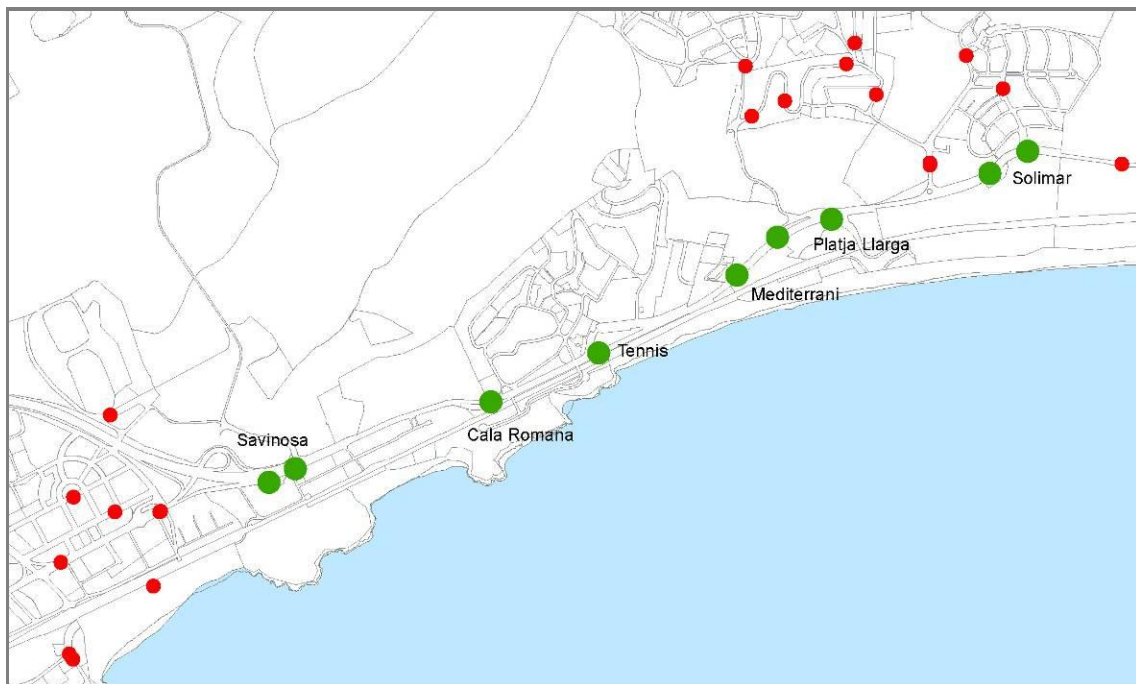 Solimar
Platja Llarga
Mediterrani
Tennis
Cala Romana
Savinosa